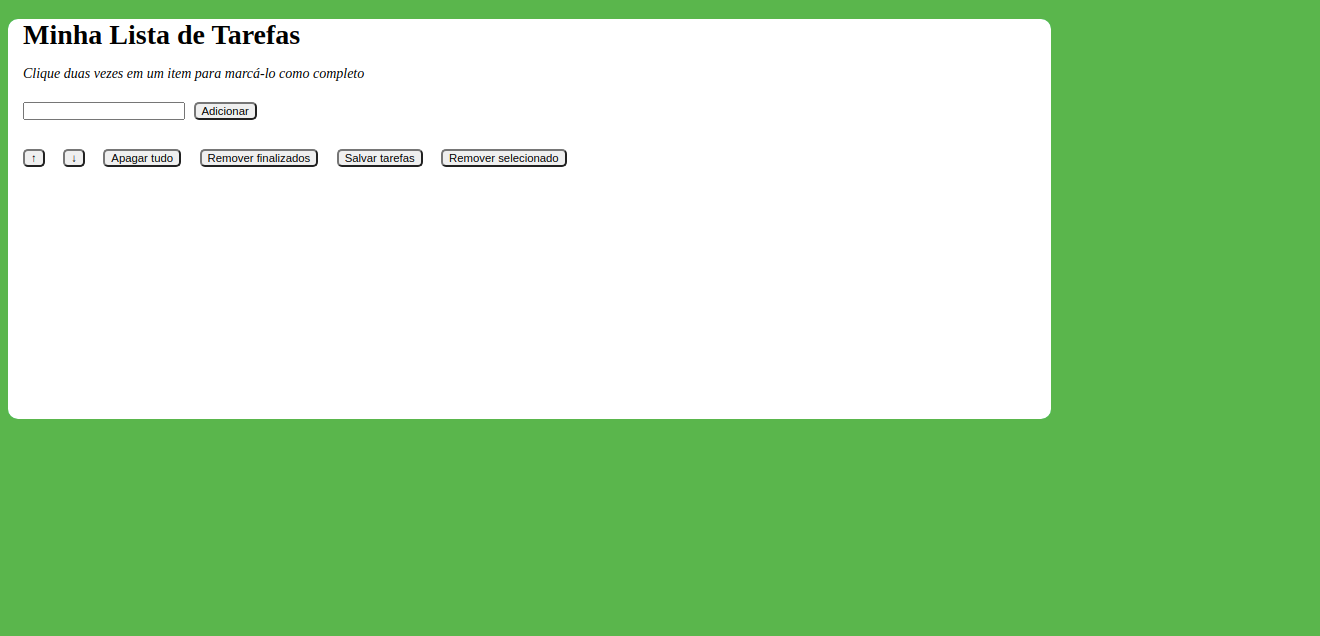 Minha Lista de Tarefas
Clique duas vezes em um item para marcá-lo como completo
Adicionar
↑ ↓ Apagar tudo Remover finalizados Salvar tarefas Remover selecionado